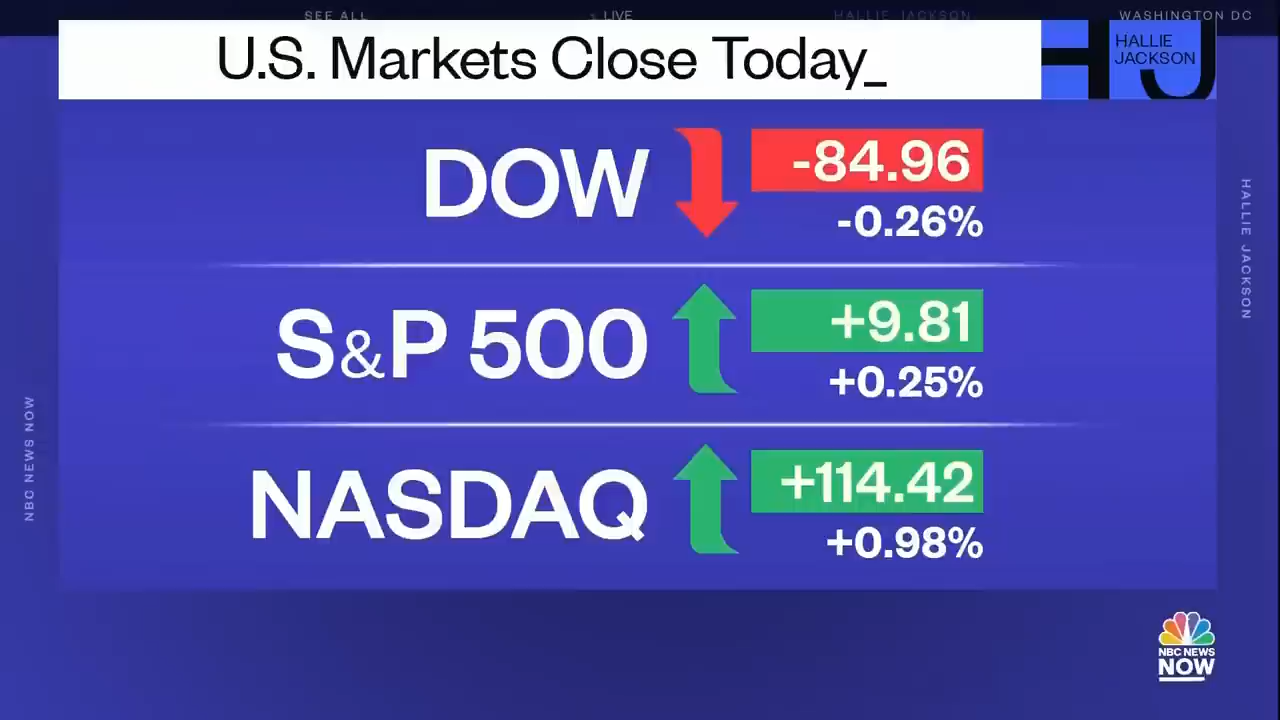 SEE ALL
LIVE
HALLIE JACKSON
WASHINGTON DC
U.S. Markets Close Today_
HALLIE
JACKSON
DOW
-84.96
-0.26%
S&P 500
+9.81
+0.25%
NASDAQ
+114.42
+0.98%
NBC NEWS NOW
HALLIE JACKSON
NBC NEWS
NOW